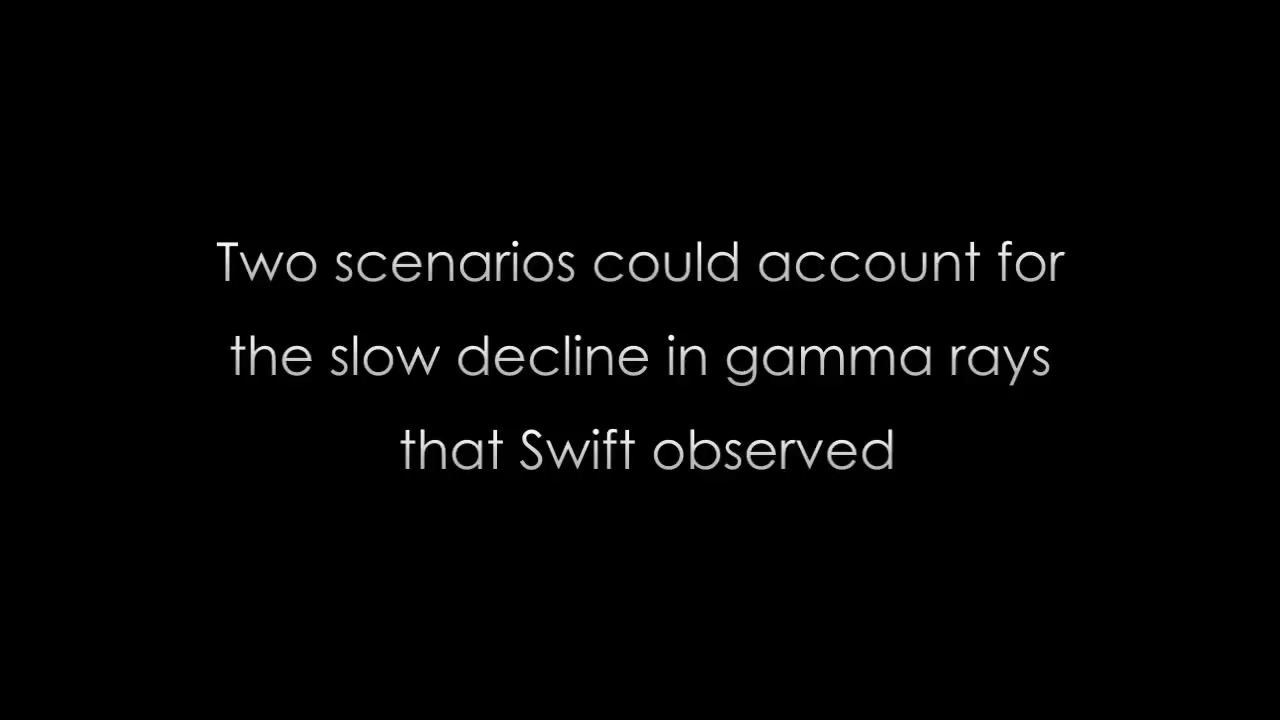 Two scenarios could account for
the slow decline in gamma rays
that Swift observed